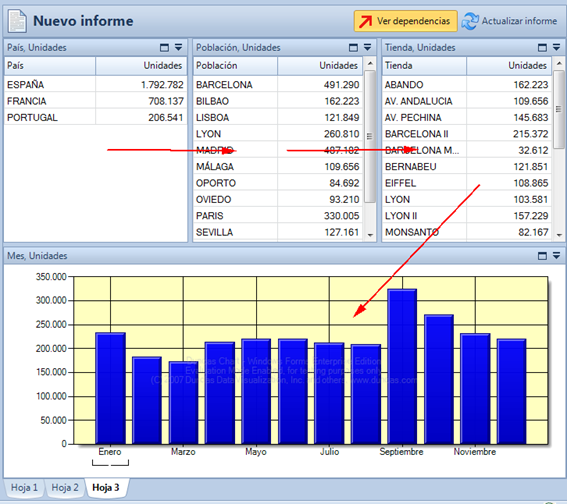 Nuevo informe
Ver dependencias
Actualizar informe
País, Unidades
País Unidades
ESPAÑA 1.792.782
FRANCIA 708.137
PORTUGAL 206.541
Población, Unidades
Población Unidades
BARCELONA 491.290
BILBAO 162.223
LISBOA 121.849
LYON 260.810
MADRID 487.182
MÁLAGA 109.656
OPORTO 84.692
OVIEDO 93.210
PARIS 330.005
SEVILLA 127.161
Tienda, Unidades
Tienda Unidades
ABANDO 162.223
AV. ANDALUCIA 109.656
AV. PECHINA 145.683
BARCELONA II 215.372
BARCELONA M... 32.612
BERNABEU 121.851
EIFFEL 108.865
LYON 103.581
LYON II 157.229
MONSANTO 82.167
Mes, Unidades
350.000
300.000
250.000
200.000
150.000
100.000
50.000
0
Dundas Chart - Windows Forms Enterprise Edition
Evaluation Mode Enabled, for testing purposes only.
(C) 2007 Dundas Data Visualization, Inc. and others. www.dundas.com
Enero Marzo Mayo Julio Septiembre Noviembre
Hoja 1 Hoja 2 Hoja 3